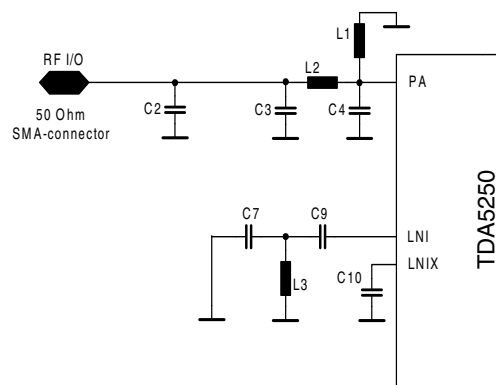 L1
RF I/O
L2
PA
C2
C3
C4
50 Ohm
SMA-connector
TDA5250
C7
C9
LNI
LNIX
L3
C10